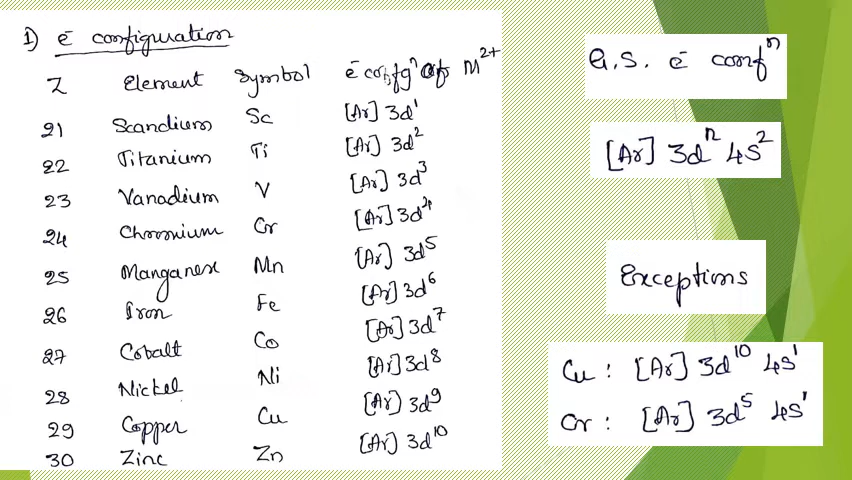 1) ē configuration
Z Element Symbol ē confgⁿ of M²⁺
21 Scandium Sc [Ar] 3d¹
22 Titanium Ti [Ar] 3d²
23 Vanadium V [Ar] 3d³
24 Chromium Cr [Ar] 3d⁴
25 Manganese Mn [Ar] 3d⁵
26 Iron Fe [Ar] 3d⁶
27 Cobalt Co [Ar] 3d⁷
28 Nickel Ni [Ar] 3d⁸
29 Copper Cu [Ar] 3d⁹
30 Zinc Zn [Ar] 3d¹⁰
G.S. ē confⁿ
[Ar] 3dⁿ 4s²
Exceptions
Cu : [Ar] 3d¹⁰ 4s¹
Cr : [Ar] 3d⁵ 4s¹